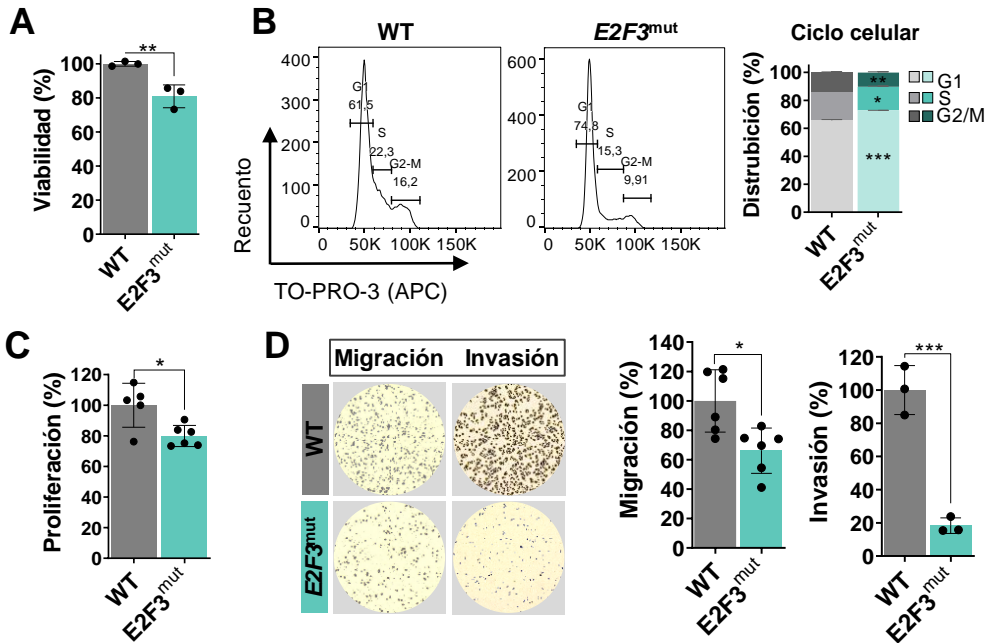 A
Viabilidad (%)
100
80
60
40
20
0
**
WT
E2F3mut
B
WT
E2F3mut
Recuento
400
300
200
100
0
G1
61,5
S
22,3
G2-M
16,2
0 50K 100K 150K
600
400
200
0
G1
74,8
S
15,3
G2-M
9,91
0 50K 100K 150K
TO-PRO-3 (APC)
Ciclo celular
Distrubición (%)
100
80
60
40
20
0
**
*
***
G1
S
G2/M
WT
E2F3mut
C
Proliferación (%)
120
100
80
60
40
20
0
*
WT
E2F3mut
D
Migración Invasión
WT
E2F3mut
Migración (%)
140
120
100
80
60
40
20
0
*
WT
E2F3mut
Invasión (%)
120
100
80
60
40
20
0
***
WT
E2F3mut